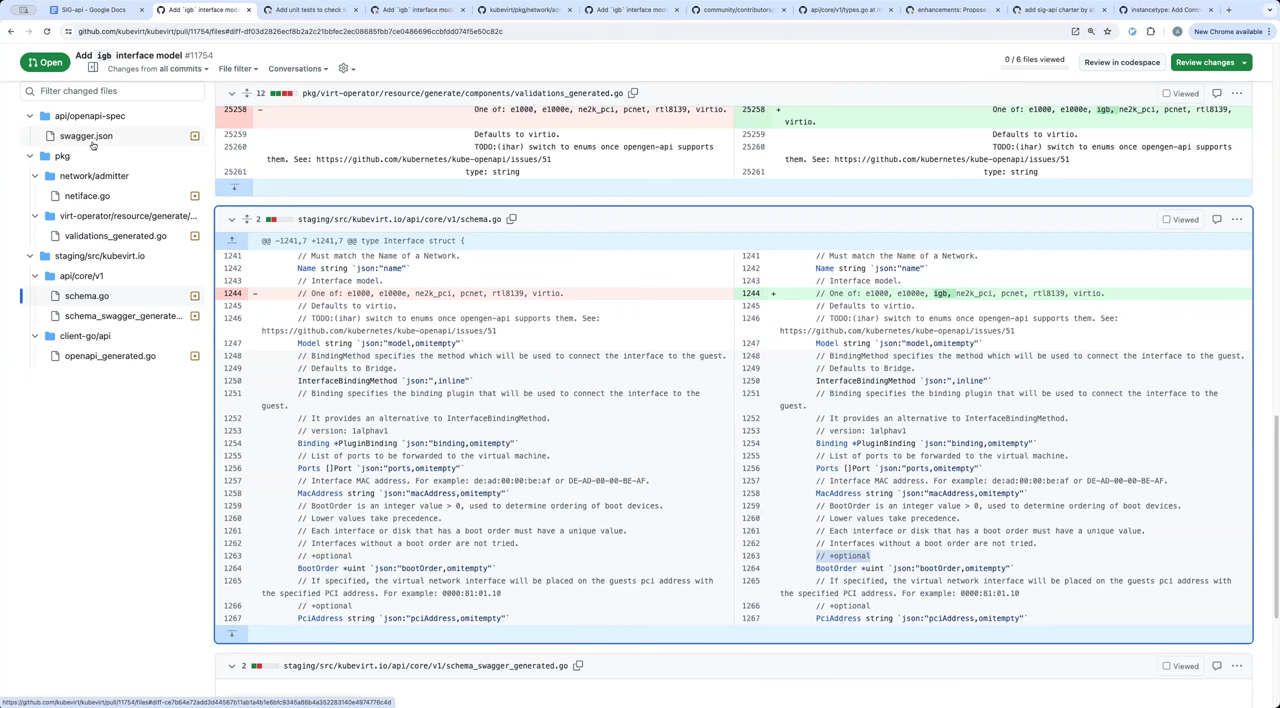 SIG-api - Google Docs
Add `igb` interface model
Add unit tests to check t
Add `igb` interface model
kubevirt/pkg/network/adm
Add `igb` interface model
community/contributors/
api/core/v1/types.go at m
enhancements: Propose
add sig-api charter by al
instancetype: Add Contro
github.com/kubevirt/kubevirt/pull/11754/files#diff-df03d2826ecf8b2a2c21bbfec2ec08685fbb7ce0486696ccbfdd074f5e50c82c
New Chrome available
Open
Add igb interface model #11754
Changes from all commits
File filter
Conversations
0 / 6 files viewed
Review in codespace
Review changes
Filter changed files
api/openapi-spec
swagger.json
pkg
network/admitter
netiface.go
virt-operator/resource/generate/...
validations_generated.go
staging/src/kubevirt.io
api/core/v1
schema.go
schema_swagger_generate...
client-go/api
openapi_generated.go
12 pkg/virt-operator/resource/generate/components/validations_generated.go
Viewed
25258 - One of: e1000, e1000e, ne2k_pci, pcnet, rtl8139, virtio.
25258 + One of: e1000, e1000e, igb, ne2k_pci, pcnet, rtl8139,
virtio.
25259 Defaults to virtio.
25259 Defaults to virtio.
25260 TODO:(ihar) switch to enums once opengen-api supports
them. See: https://github.com/kubernetes/kube-openapi/issues/51
25260 TODO:(ihar) switch to enums once opengen-api supports
them. See: https://github.com/kubernetes/kube-openapi/issues/51
25261 type: string
25261 type: string
2 staging/src/kubevirt.io/api/core/v1/schema.go
Viewed
@@ -1241,7 +1241,7 @@ type Interface struct {
1241 // Must match the Name of a Network.
1242 Name string `json:"name"`
1243 // Interface model.
1244 - // One of: e1000, e1000e, ne2k_pci, pcnet, rtl8139, virtio.
1245 // Defaults to virtio.
1246 // TODO:(ihar) switch to enums once opengen-api supports them. See:
https://github.com/kubernetes/kube-openapi/issues/51
1247 Model string `json:"model,omitempty"`
1248 // BindingMethod specifies the method which will be used to connect the interface to the guest.
1249 // Defaults to Bridge.
1250 InterfaceBindingMethod `json:",inline"`
1251 // Binding specifies the binding plugin that will be used to connect the interface to the
guest.
1252 // It provides an alternative to InterfaceBindingMethod.
1253 // version: 1alphav1
1254 Binding *PluginBinding `json:"binding,omitempty"`
1255 // List of ports to be forwarded to the virtual machine.
1256 Ports []Port `json:"ports,omitempty"`
1257 // Interface MAC address. For example: de:ad:00:00:be:af or DE-AD-00-00-BE-AF.
1258 MacAddress string `json:"macAddress,omitempty"`
1259 // BootOrder is an integer value > 0, used to determine ordering of boot devices.
1260 // Lower values take precedence.
1261 // Each interface or disk that has a boot order must have a unique value.
1262 // Interfaces without a boot order are not tried.
1263 // +optional
1264 BootOrder *uint `json:"bootOrder,omitempty"`
1265 // If specified, the virtual network interface will be placed on the guests pci address with
the specified PCI address. For example: 0000:81:01.10
1266 // +optional
1267 PciAddress string `json:"pciAddress,omitempty"`
1241 // Must match the Name of a Network.
1242 Name string `json:"name"`
1243 // Interface model.
1244 + // One of: e1000, e1000e, igb, ne2k_pci, pcnet, rtl8139, virtio.
1245 // Defaults to virtio.
1246 // TODO:(ihar) switch to enums once opengen-api supports them. See:
https://github.com/kubernetes/kube-openapi/issues/51
1247 Model string `json:"model,omitempty"`
1248 // BindingMethod specifies the method which will be used to connect the interface to the guest.
1249 // Defaults to Bridge.
1250 InterfaceBindingMethod `json:",inline"`
1251 // Binding specifies the binding plugin that will be used to connect the interface to the
guest.
1252 // It provides an alternative to InterfaceBindingMethod.
1253 // version: 1alphav1
1254 Binding *PluginBinding `json:"binding,omitempty"`
1255 // List of ports to be forwarded to the virtual machine.
1256 Ports []Port `json:"ports,omitempty"`
1257 // Interface MAC address. For example: de:ad:00:00:be:af or DE-AD-00-00-BE-AF.
1258 MacAddress string `json:"macAddress,omitempty"`
1259 // BootOrder is an integer value > 0, used to determine ordering of boot devices.
1260 // Lower values take precedence.
1261 // Each interface or disk that has a boot order must have a unique value.
1262 // Interfaces without a boot order are not tried.
1263 // +optional
1264 BootOrder *uint `json:"bootOrder,omitempty"`
1265 // If specified, the virtual network interface will be placed on the guests pci address with
the specified PCI address. For example: 0000:81:01.10
1266 // +optional
1267 PciAddress string `json:"pciAddress,omitempty"`
2 staging/src/kubevirt.io/api/core/v1/schema_swagger_generated.go
Viewed
https://github.com/kubevirt/kubevirt/pull/11754/files#diff-ce7b64e72add3d44567b11ab1a4b1e6bfc9345a86b4a352283140e4974776c4d